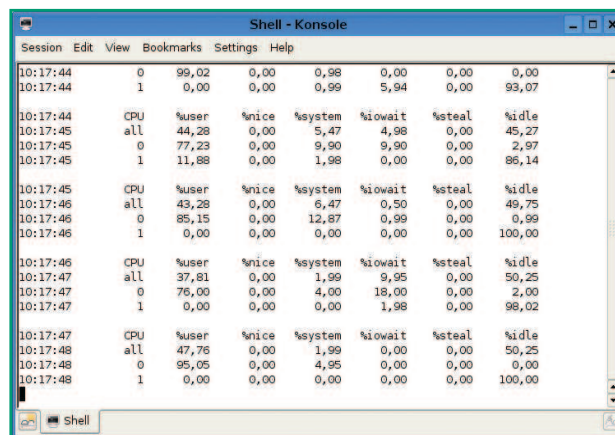 Shell - Konsole
Session Edit View Bookmarks Settings Help
10:17:44 0 99,02 0,00 0,98 0,00 0,00 0,00
10:17:44 1 0,00 0,00 0,99 5,94 0,00 93,07
10:17:44 CPU %user %nice %system %iowait %steal %idle
10:17:45 all 44,28 0,00 5,47 4,98 0,00 45,27
10:17:45 0 77,23 0,00 9,90 9,90 0,00 2,97
10:17:45 1 11,88 0,00 1,98 0,00 0,00 86,14
10:17:45 CPU %user %nice %system %iowait %steal %idle
10:17:46 all 43,28 0,00 6,47 0,50 0,00 49,75
10:17:46 0 85,15 0,00 12,87 0,99 0,00 0,99
10:17:46 1 0,00 0,00 0,00 0,00 0,00 100,00
10:17:46 CPU %user %nice %system %iowait %steal %idle
10:17:47 all 37,81 0,00 1,99 9,95 0,00 50,25
10:17:47 0 76,00 0,00 4,00 18,00 0,00 2,00
10:17:47 1 0,00 0,00 0,00 1,98 0,00 98,02
10:17:47 CPU %user %nice %system %iowait %steal %idle
10:17:48 all 47,76 0,00 1,99 0,00 0,00 50,25
10:17:48 0 95,05 0,00 4,95 0,00 0,00 0,00
10:17:48 1 0,00 0,00 0,00 0,00 0,00 100,00
Shell